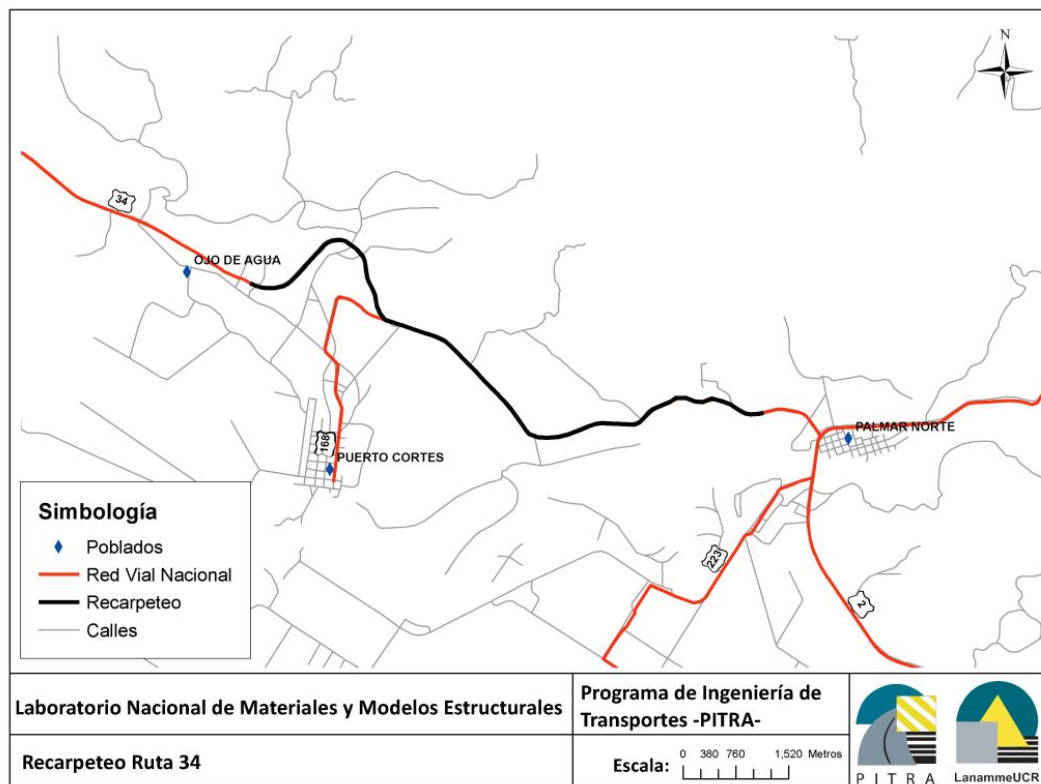 N
34
OJO DE AGUA
PALMAR NORTE
168
PUERTO CORTES
223
2
Simbología
Poblados
Red Vial Nacional
Recarpeteo
Calles
Laboratorio Nacional de Materiales y Modelos Estructurales
Programa de Ingeniería de
Transportes -PITRA-
Recarpeteo Ruta 34
Escala:
0 380 760 1,520 Metros
PITRA
LanammeUCR